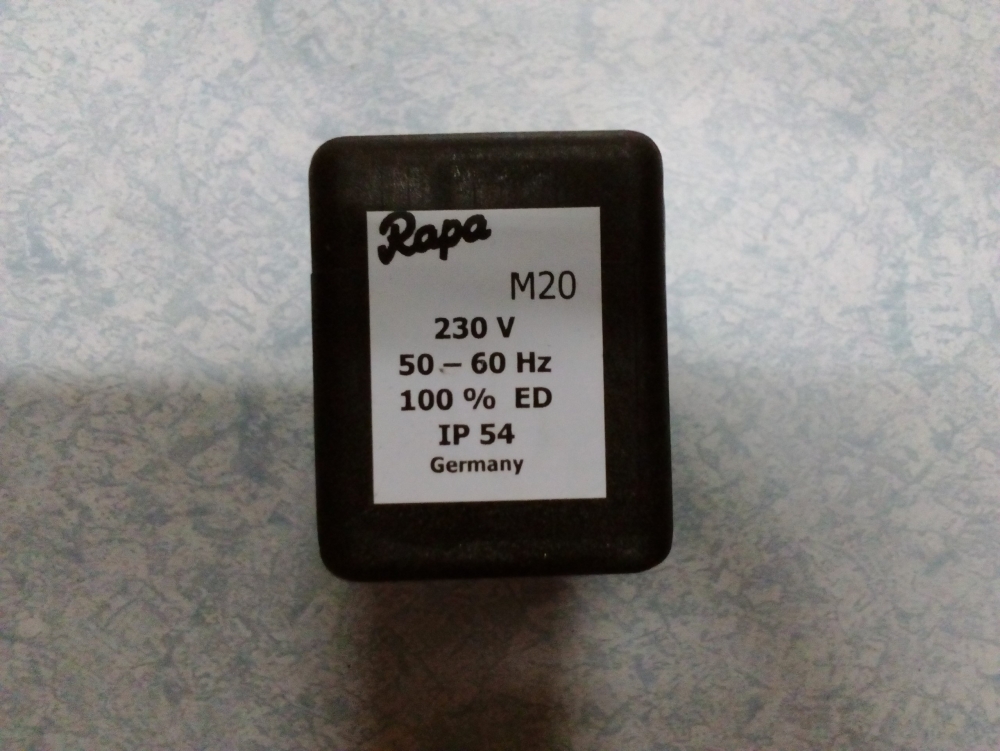 Rapa
M20
230 V
50 – 60 Hz
100 % ED
IP 54
Germany